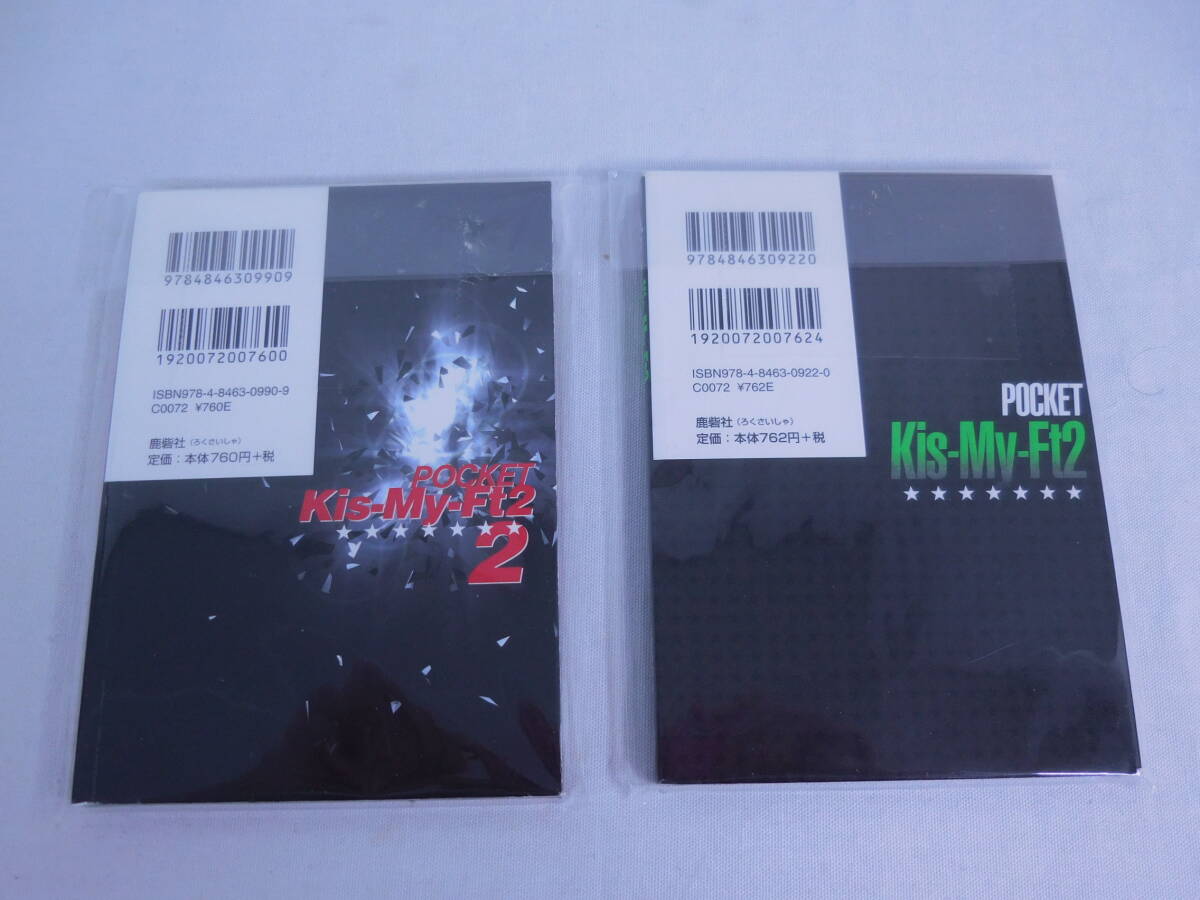 9784846309909
1920072007600
ISBN978-4-8463-0990-9
C0072 ¥760E
鹿砦社(ろくさいしゃ)
定価：本体760円+税
POCKET
Kis-My-Ft2
★★★★★★★
2
9784846309220
1920072007624
ISBN978-4-8463-0922-0
C0072 ¥762E
鹿砦社(ろくさいしゃ)
定価：本体762円+税
POCKET
Kis-My-Ft2
★★★★★★★